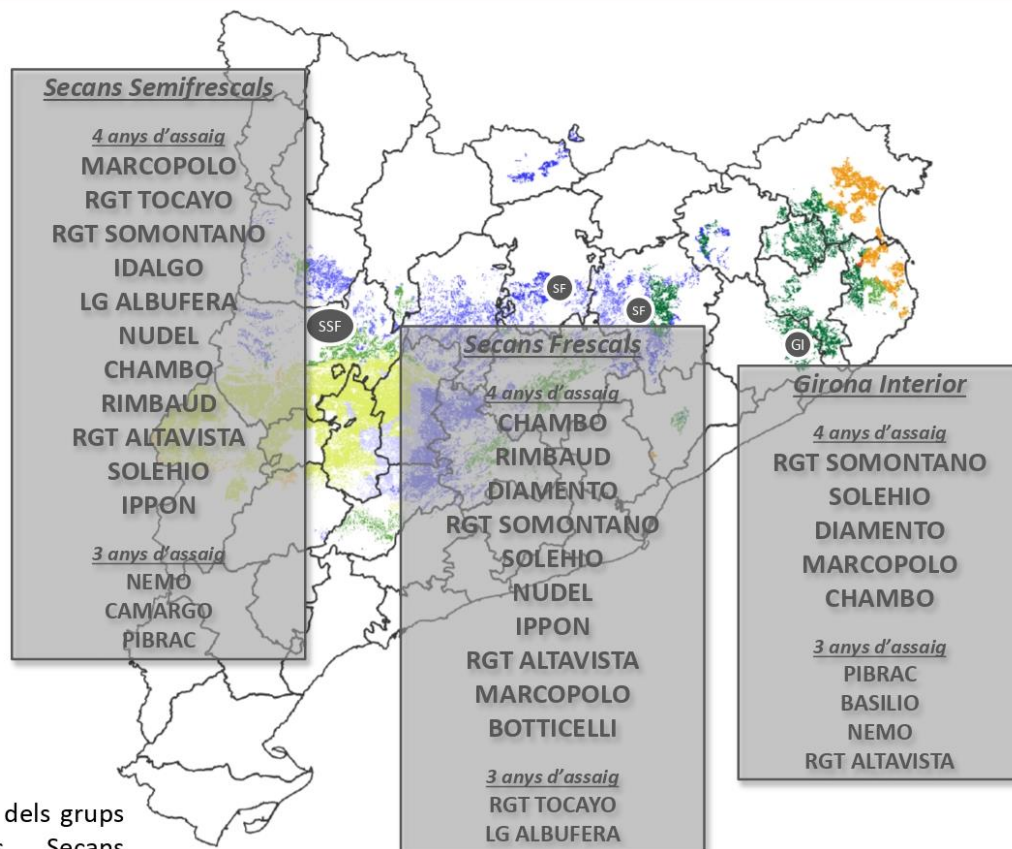 Secans Semifrescals
4 anys d’assaig
MARCOPOLO
RGT TOCAYO
RGT SOMONTANO
IDALGO
LG ALBUFERA
NUDEL
CHAMBO
RIMBAUD
RGT ALTAVISTA
SOLEHIO
IPPON
3 anys d’assaig
NEMO
CAMARGO
PIBRAC
SSF
SF
SF
GI
Secans Frescals
4 anys d’assaig
CHAMBO
RIMBAUD
DIAMENTO
RGT SOMONTANO
SOLEHIO
NUDEL
IPPON
RGT ALTAVISTA
MARCOPOLO
BOTTICELLI
3 anys d’assaig
RGT TOCAYO
LG ALBUFERA
Girona Interior
4 anys d’assaig
RGT SOMONTANO
SOLEHIO
DIAMENTO
MARCOPOLO
CHAMBO
3 anys d’assaig
PIBRAC
BASILIO
NEMO
RGT ALTAVISTA
dels grups
Secans